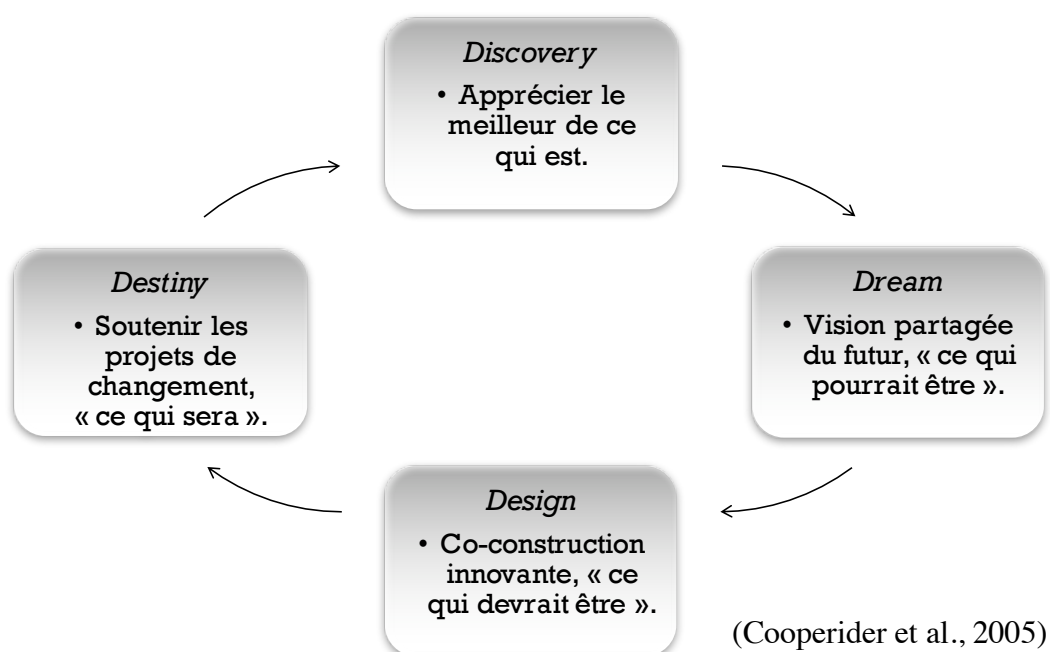 Discovery
• Apprécier le
meilleur de ce
qui est.
Dream
• Vision partagée
du futur, « ce qui
pourrait être ».
Design
• Co-construction
innovante, « ce
qui devrait être ».
Destiny
• Soutenir les
projets de
changement,
« ce qui sera ».
(Cooperider et al., 2005)